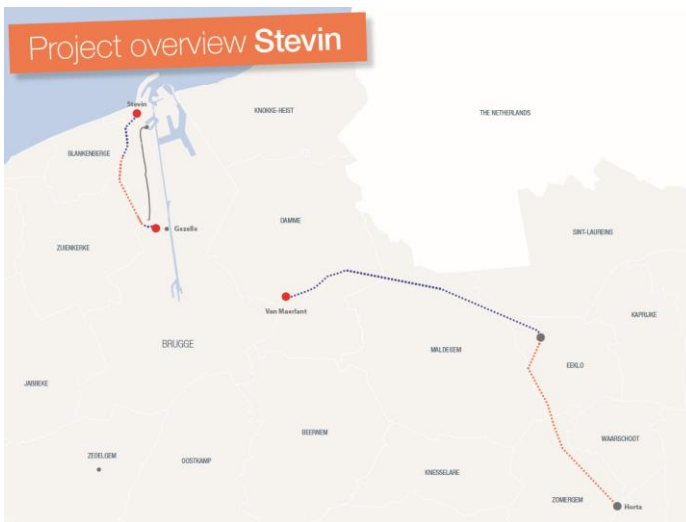 Project overview Stevin
Stevin
KNOKKE-HEIST
THE NETHERLANDS
BLANKENBERGE
DAMME
Gezelle
SINT-LAUREINS
ZUIENKERKE
Van Maerlant
KAPRIJKE
BRUGGE
MALDEGEM
EEKLO
JABBEKE
BEERNEM
WAARSCHOOT
ZEDELGEM
OOSTKAMP
KNESSELARE
ZOMERGEM
Horta